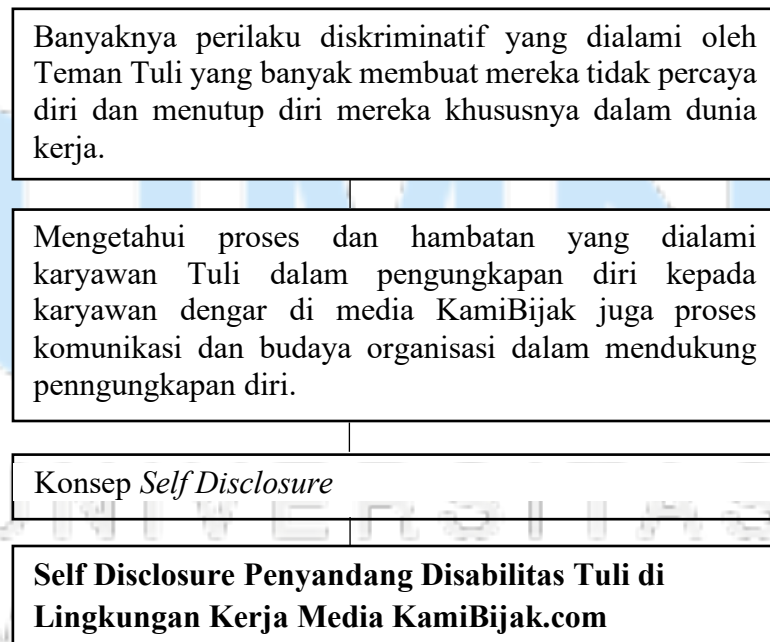 Banyaknya perilaku diskriminatif yang dialami oleh
Teman Tuli yang banyak membuat mereka tidak percaya
diri dan menutup diri mereka khususnya dalam dunia
kerja.
Mengetahui proses dan hambatan yang dialami
karyawan Tuli dalam pengungkapan diri kepada
karyawan dengar di media KamiBijak juga proses
komunikasi dan budaya organisasi dalam mendukung
penngungkapan diri.
Konsep Self Disclosure
UNIVERSITAS
Self Disclosure Penyandang Disabilitas Tuli di
Lingkungan Kerja Media KamiBijak.com